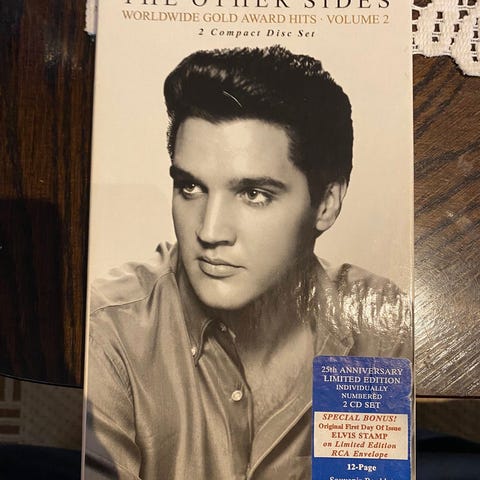 THE OTHER SIDES
WORLDWIDE GOLD AWARD HITS · VOLUME 2
2 Compact Disc Set
25th ANNIVERSARY
LIMITED EDITION
INDIVIDUALLY
NUMBERED
2 CD SET
SPECIAL BONUS!
Original First Day Of Issue
ELVIS STAMP
on Limited Edition
RCA Envelope
12-Page
Souvenir Booklet